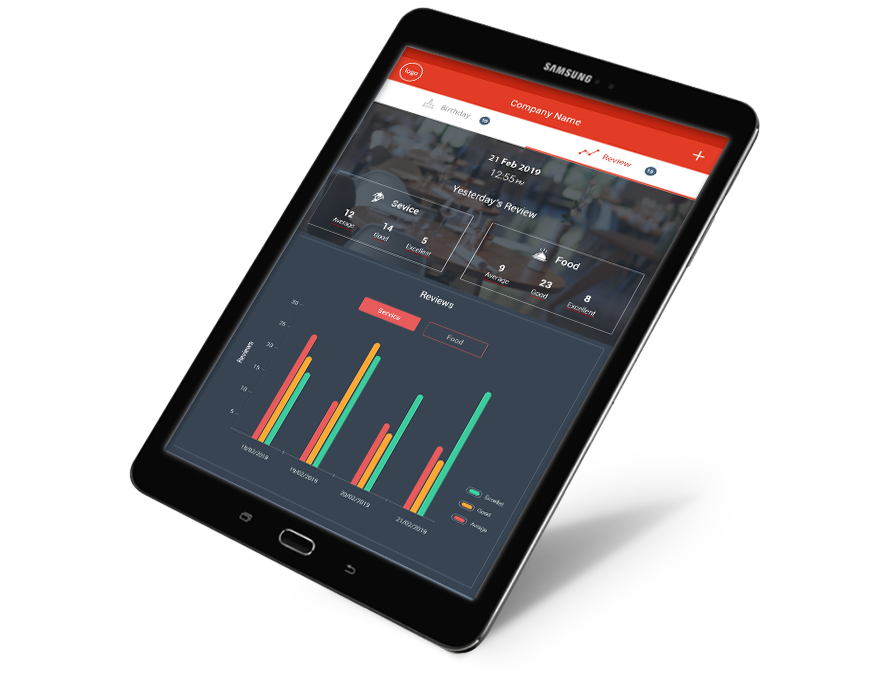 SAMSUNG
logo
Company Name
Birthday 10
Review 15
21 Feb 2019
12:55 PM
Yesterday's Review
Sevice
12 14 5
Average Good Excellent
Food
9 23 8
Average Good Excellent
Reviews
Service Food
Reviews
30
25
20
15
10
5
18/02/2019 19/02/2019 20/02/2019 21/02/2019
Good